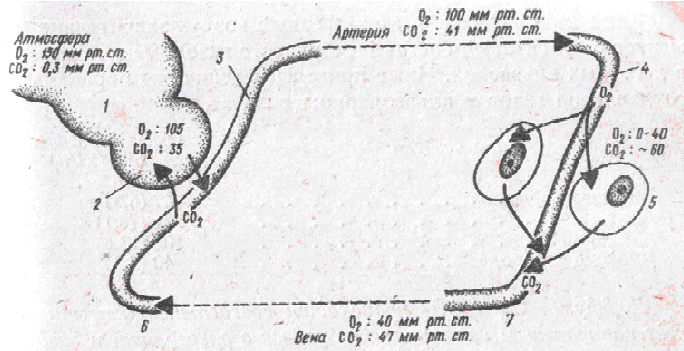 Атмосфера
O₂ : 150 мм рт. ст.
CO₂ : 0,3 мм рт. ст.
1
O₂ : 105
CO₂ : 35
2
CO₂
3
Артерия
O₂ : 100 мм рт. ст.
CO₂ : 41 мм рт. ст.
4
O₂
O₂ : 0-40
CO₂ : ~60
5
CO₂
6
Вена
O₂ : 40 мм рт. ст.
CO₂ : 47 мм рт. ст.
7